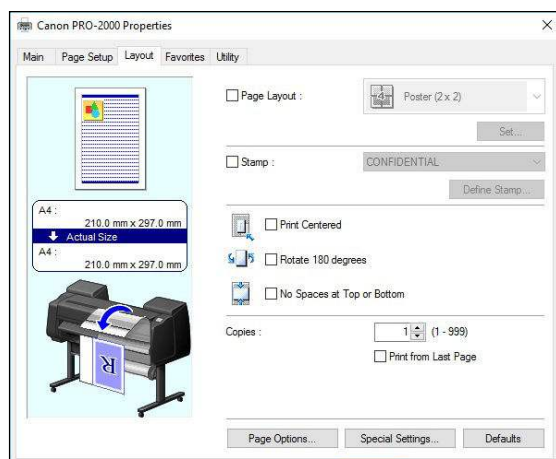 Canon PRO-2000 Properties
Main Page Setup Layout Favorites Utility
Page Layout : 4 Poster (2 x 2)
Set...
Stamp : CONFIDENTIAL
Define Stamp...
A4 :
210.0 mm x 297.0 mm
Actual Size
A4 :
210.0 mm x 297.0 mm
Print Centered
Rotate 180 degrees
No Spaces at Top or Bottom
Copies : 1 (1 - 999)
Print from Last Page
R
Page Options... Special Settings... Defaults